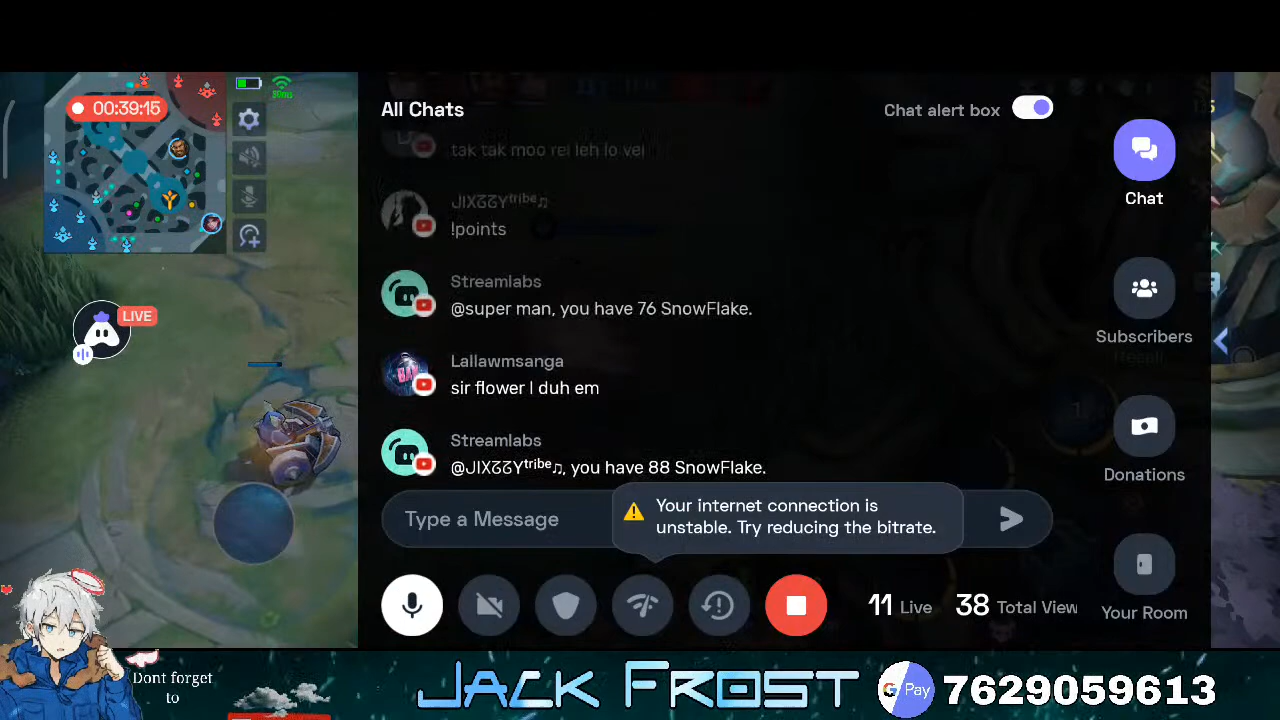 00:39:15
80ms
All Chats
Chat alert box
tak tak moo rei leh lo vei
JIXᘔᘔYᵗʳⁱᵇᵉ♫
!points
Streamlabs
@super man, you have 76 SnowFlake.
Lallawmsanga
sir flower I duh em
Streamlabs
@JIXᘔᘔYᵗʳⁱᵇᵉ♫, you have 88 SnowFlake.
Type a Message
Your internet connection is
unstable. Try reducing the bitrate.
11 Live
38 Total View
Chat
Subscribers
Donations
Your Room
LIVE
Dont forget
to
JACK FROST
G Pay
7629059613